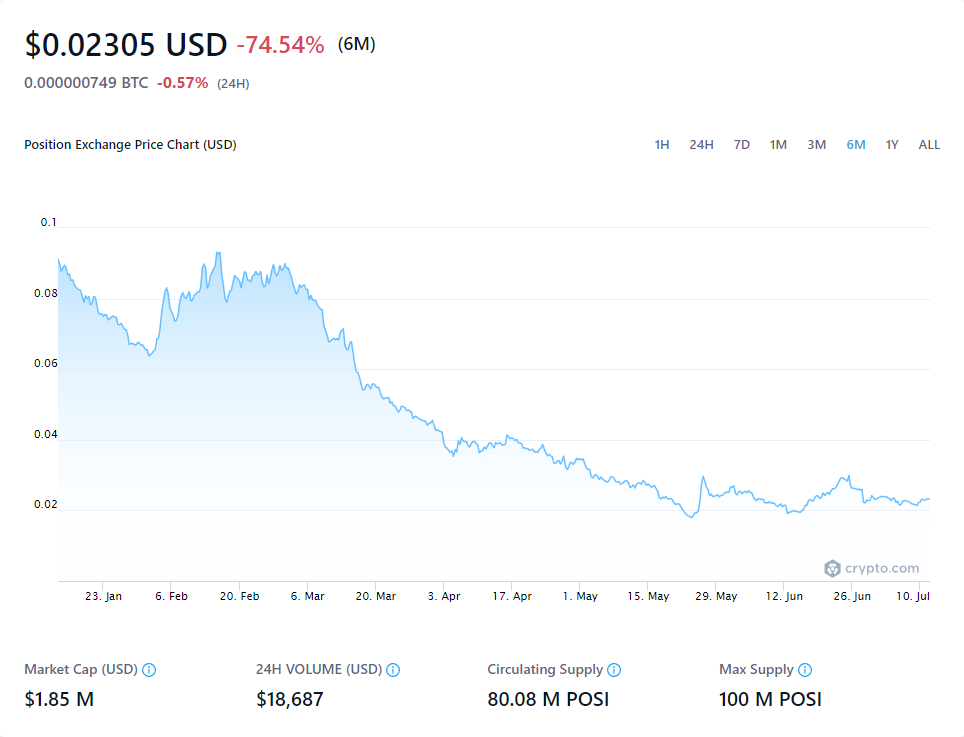 $0.02305 USD -74.54% (6M)
0.000000749 BTC -0.57% (24H)
Position Exchange Price Chart (USD) 1H 24H 7D 1M 3M 6M 1Y ALL
0.1
0.08
0.06
0.04
0.02
crypto.com
23. Jan 6. Feb 20. Feb 6. Mar 20. Mar 3. Apr 17. Apr 1. May 15. May 29. May 12. Jun 26. Jun 10. Jul
Market Cap (USD) 24H VOLUME (USD) Circulating Supply Max Supply
$1.85 M $18,687 80.08 M POSI 100 M POSI